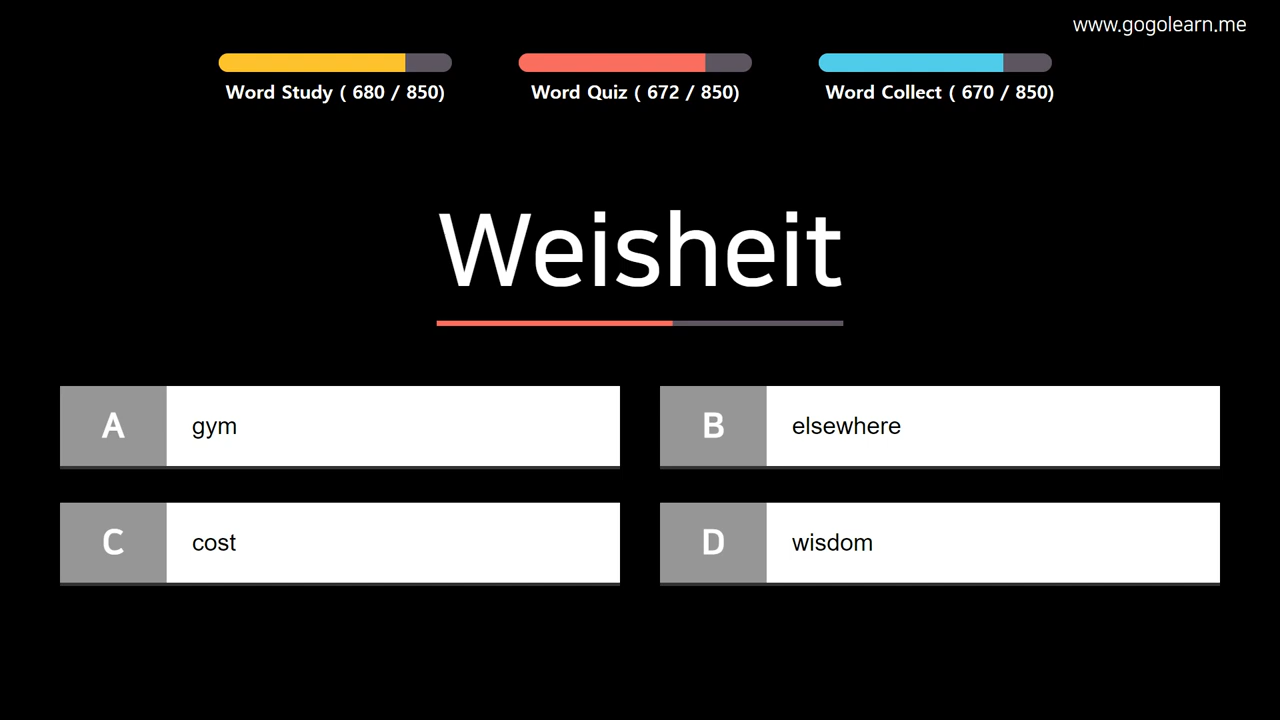 www.gogolearn.me
Word Study ( 680 / 850)
Word Quiz ( 672 / 850)
Word Collect ( 670 / 850)
Weisheit
A gym
B elsewhere
C cost
D wisdom